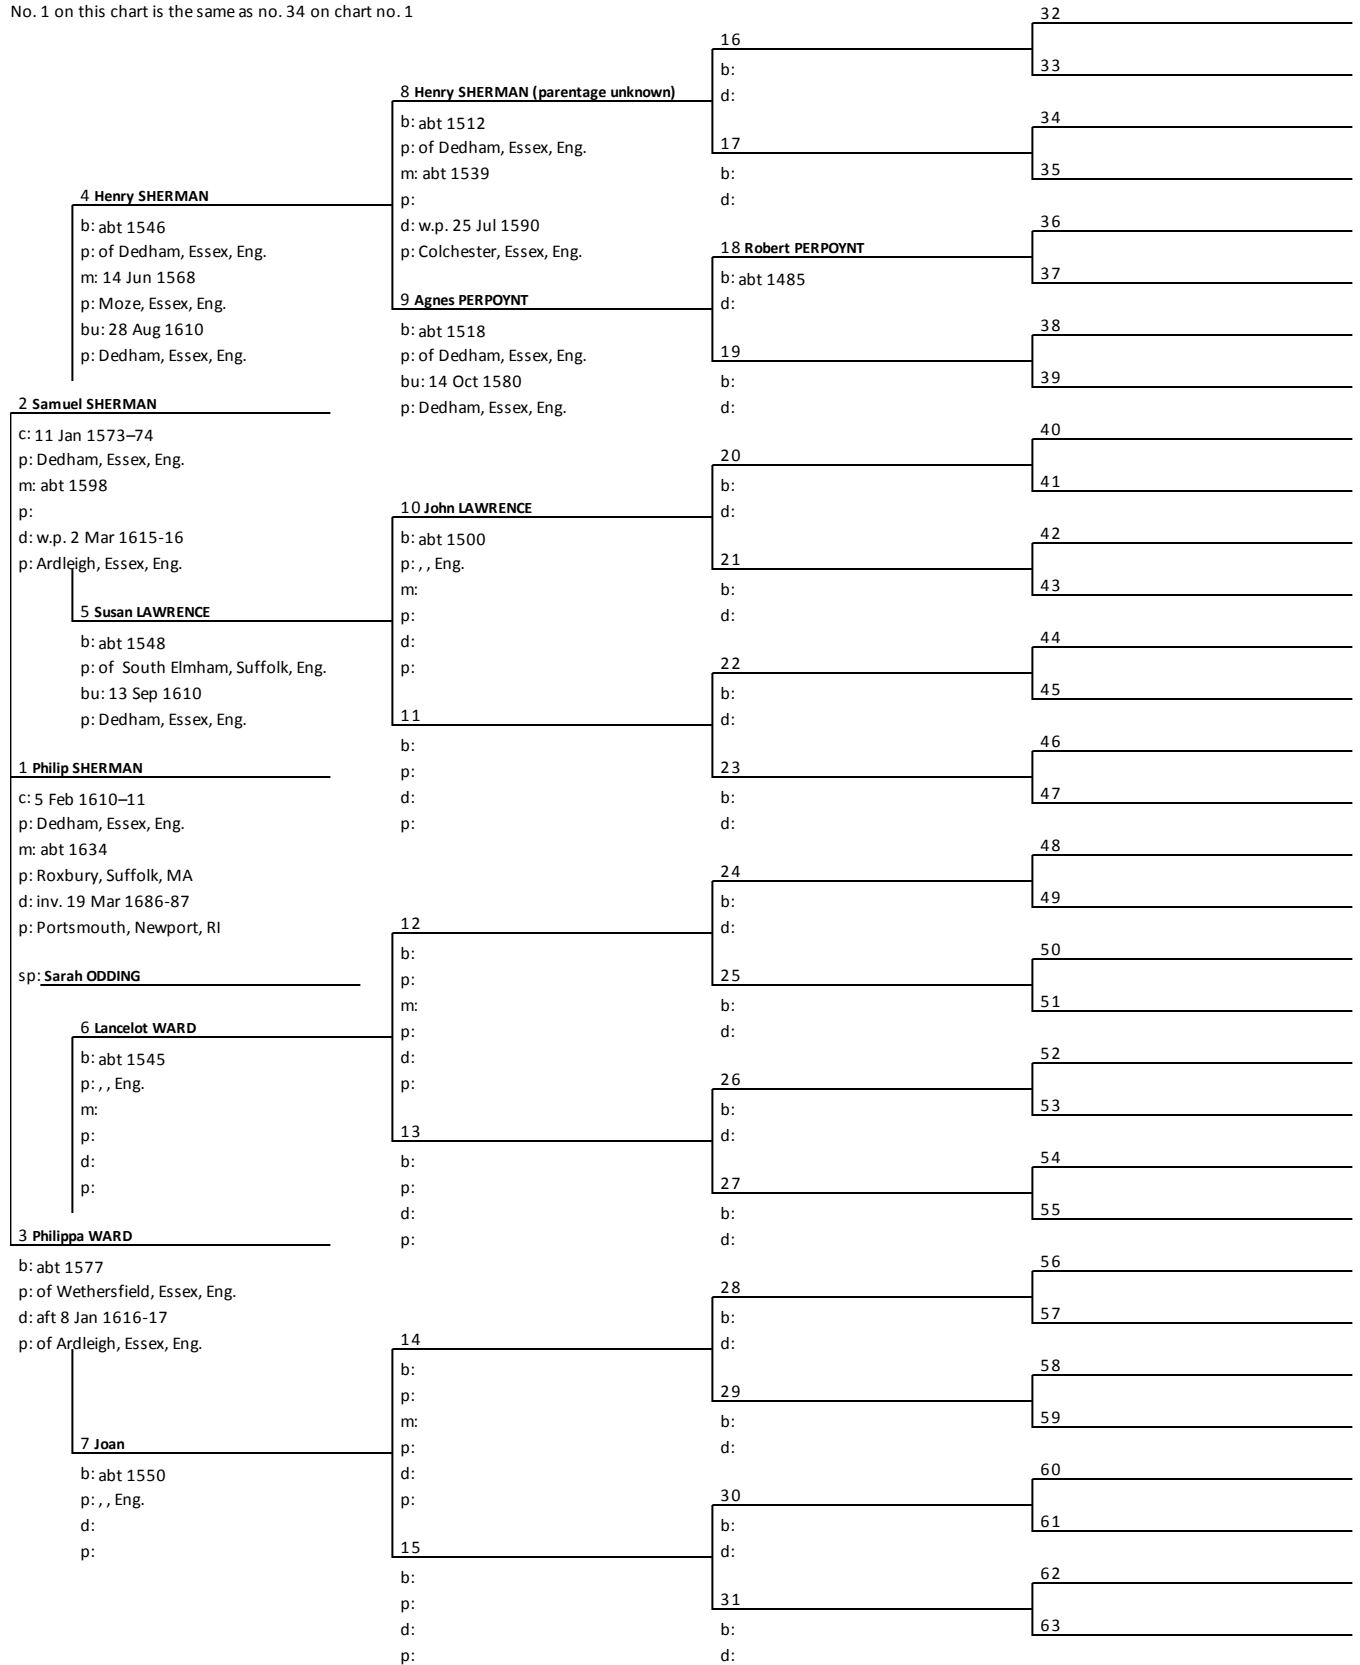 No. 1 on this chart is the same as no. 34 on chart no. 1
4 Henry SHERMAN
b: abt 1546
p: of Dedham, Essex, Eng.
m: 14 Jun 1568
p: Moze, Essex, Eng.
bu: 28 Aug 1610
p: Dedham, Essex, Eng.
2 Samuel SHERMAN
c: 11 Jan 1573–74
p: Dedham, Essex, Eng.
m: abt 1598
p:
d: w.p. 2 Mar 1615-16
p: Ardleigh, Essex, Eng.
5 Susan LAWRENCE
b: abt 1548
p: of South Elmham, Suffolk, Eng.
bu: 13 Sep 1610
p: Dedham, Essex, Eng.
1 Philip SHERMAN
c: 5 Feb 1610–11
p: Dedham, Essex, Eng.
m: abt 1634
p: Roxbury, Suffolk, MA
d: inv. 19 Mar 1686-87
p: Portsmouth, Newport, RI
sp: Sarah ODDING
6 Lancelot WARD
b: abt 1545
p: , , Eng.
m:
p:
d:
p:
3 Philippa WARD
b: abt 1577
p: of Wethersfield, Essex, Eng.
d: aft 8 Jan 1616-17
p: of Ardleigh, Essex, Eng.
7 Joan
b: abt 1550
p: , , Eng.
d:
p:
8 Henry SHERMAN (parentage unknown)
b: abt 1512
p: of Dedham, Essex, Eng.
m: abt 1539
p:
d: w.p. 25 Jul 1590
p: Colchester, Essex, Eng.
9 Agnes PERPOYNT
b: abt 1518
p: of Dedham, Essex, Eng.
bu: 14 Oct 1580
p: Dedham, Essex, Eng.
10 John LAWRENCE
b: abt 1500
p: , , Eng.
m:
p:
d:
p:
11
b:
p:
d:
p:
12
b:
p:
m:
p:
d:
p:
13
b:
p:
d:
p:
14
b:
p:
m:
p:
d:
p:
15
b:
p:
d:
p:
16
b:
d:
17
b:
d:
18 Robert PERPOYNT
b: abt 1485
d:
19
b:
d:
20
b:
d:
21
b:
d:
22
b:
d:
23
b:
d:
24
b:
d:
25
b:
d:
26
b:
d:
27
b:
d:
28
b:
d:
29
b:
d:
30
b:
d:
31
b:
d:
32
33
34
35
36
37
38
39
40
41
42
43
44
45
46
47
48
49
50
51
52
53
54
55
56
57
58
59
60
61
62
63